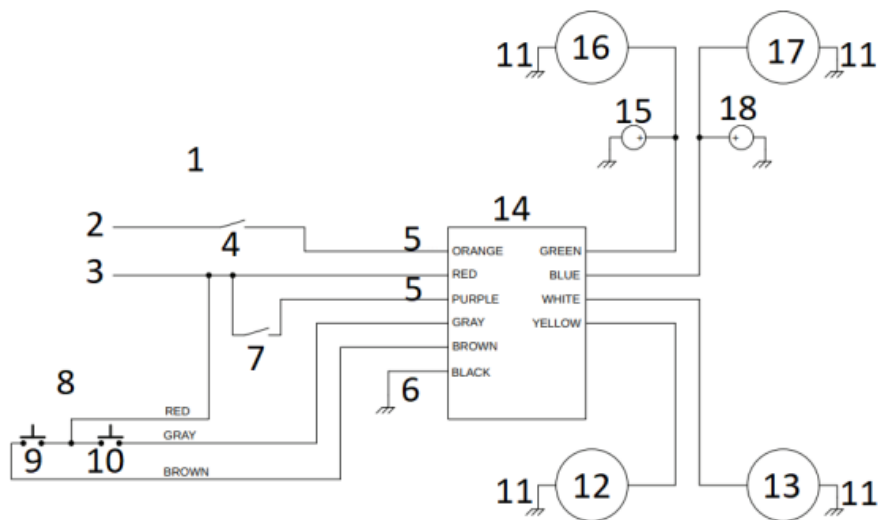 11 16 17 11
15 18
1
14
2 4 5 ORANGE GREEN
3 RED BLUE
5 PURPLE WHITE
7 GRAY YELLOW
BROWN
6 BLACK
8
RED
9 10 GRAY
BROWN
11 12 13 11